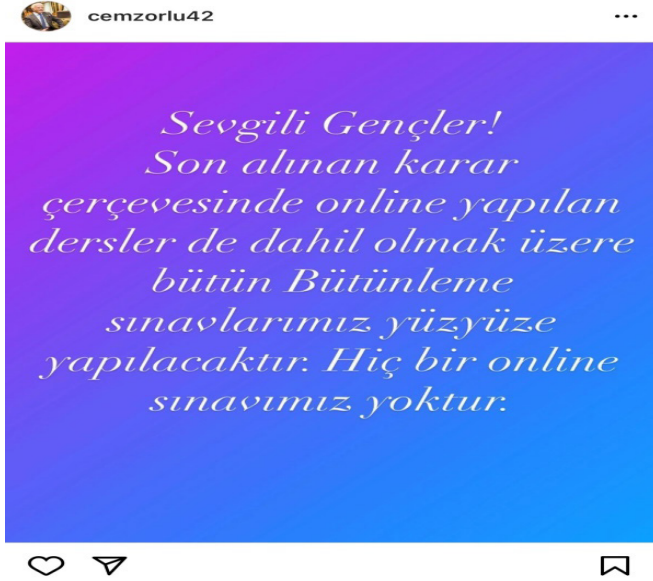 cemzorlu42
Sevgili Gençler!
Son alınan karar
çerçevesinde online yapılan
dersler de dahil olmak üzere
bütün Bütünleme
sınavlarımız yüzyüze
yapılacaktır. Hiç bir online
sınavımız yoktur.